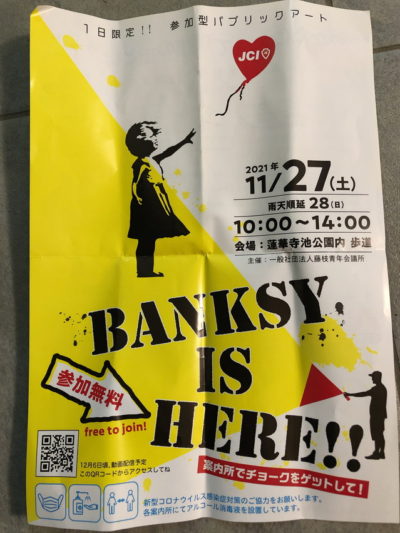 1日限定!! 参加型パブリックアート
JCI
2021年
11/27(土)
雨天順延 28(日)
10:00〜14:00
会場:蓮華寺池公園内 歩道
主催:一般社団法人藤枝青年会議所
BANKSY
IS
HERE!!
参加無料
free to join!
案内所でチョークをゲットして!
12月6日頃、動画配信予定
このQRコードからアクセスしてね
新型コロナウイルス感染症対策のご協力をお願いします。
各案内所にてアルコール消毒液を設置しています。